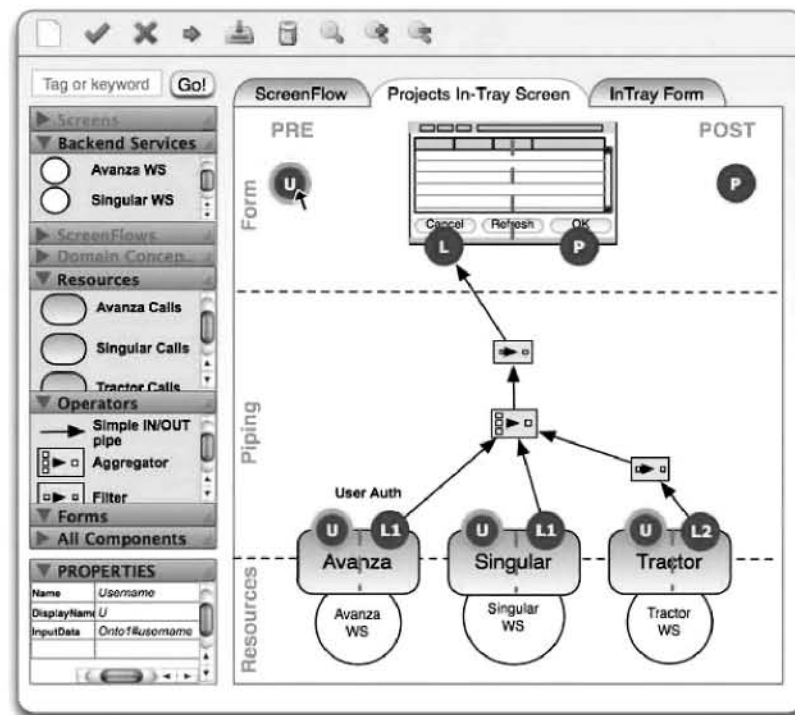 Tag or keyword
Go!
Screens
Backend Services
Avanza WS
Singular WS
ScreenFlows
Domain Concep..
Resources
Avanza Calls
Singular Calls
Tractor Calls
Operators
Simple IN/OUT
pipe
Aggregator
Filter
Forms
All Components
PROPERTIES
Name Username
DisplayName U
InputData Onto1#username
ScreenFlow
Projects In-Tray Screen
InTray Form
PRE
POST
Form
U
P
Cancel
Refresh
OK
L
P
Piping
User Auth
U
L1
U
L1
U
L2
Avanza
Singular
Tractor
Resources
Avanza
WS
Singular
WS
Tractor
WS